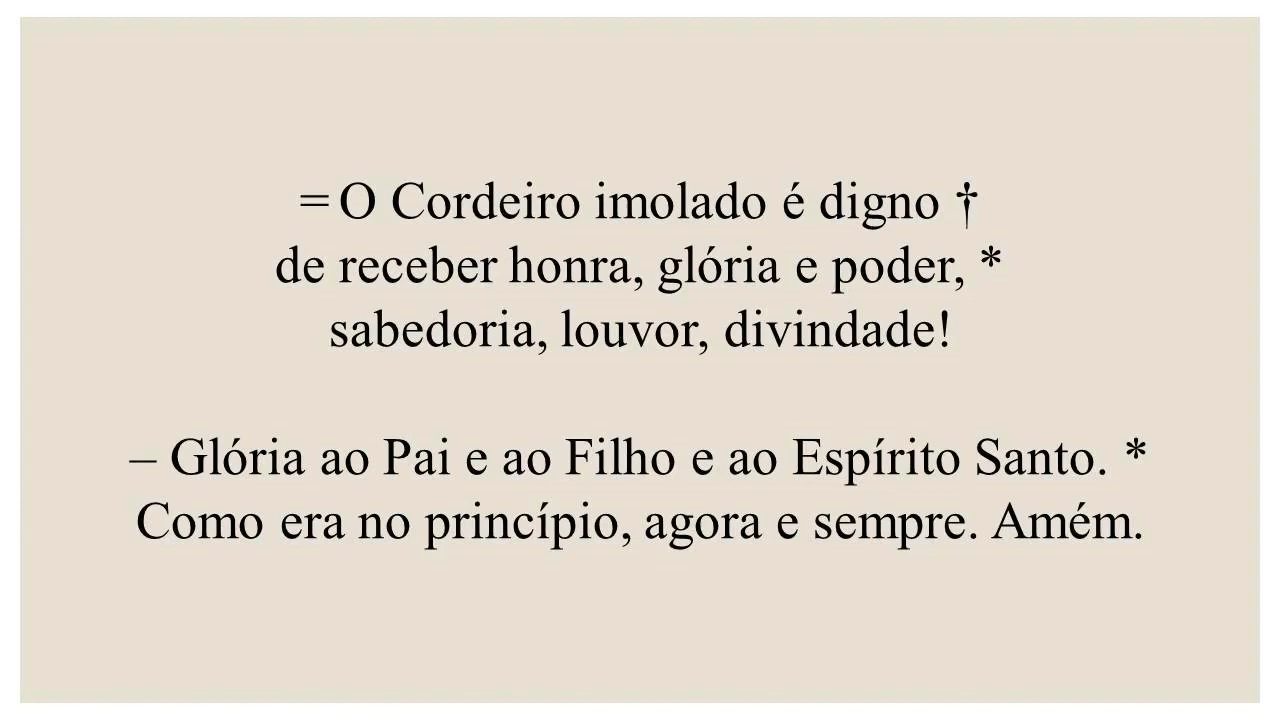 = O Cordeiro imolado é digno †
de receber honra, glória e poder, *
sabedoria, louvor, divindade!
– Glória ao Pai e ao Filho e ao Espírito Santo. *
Como era no princípio, agora e sempre. Amém.